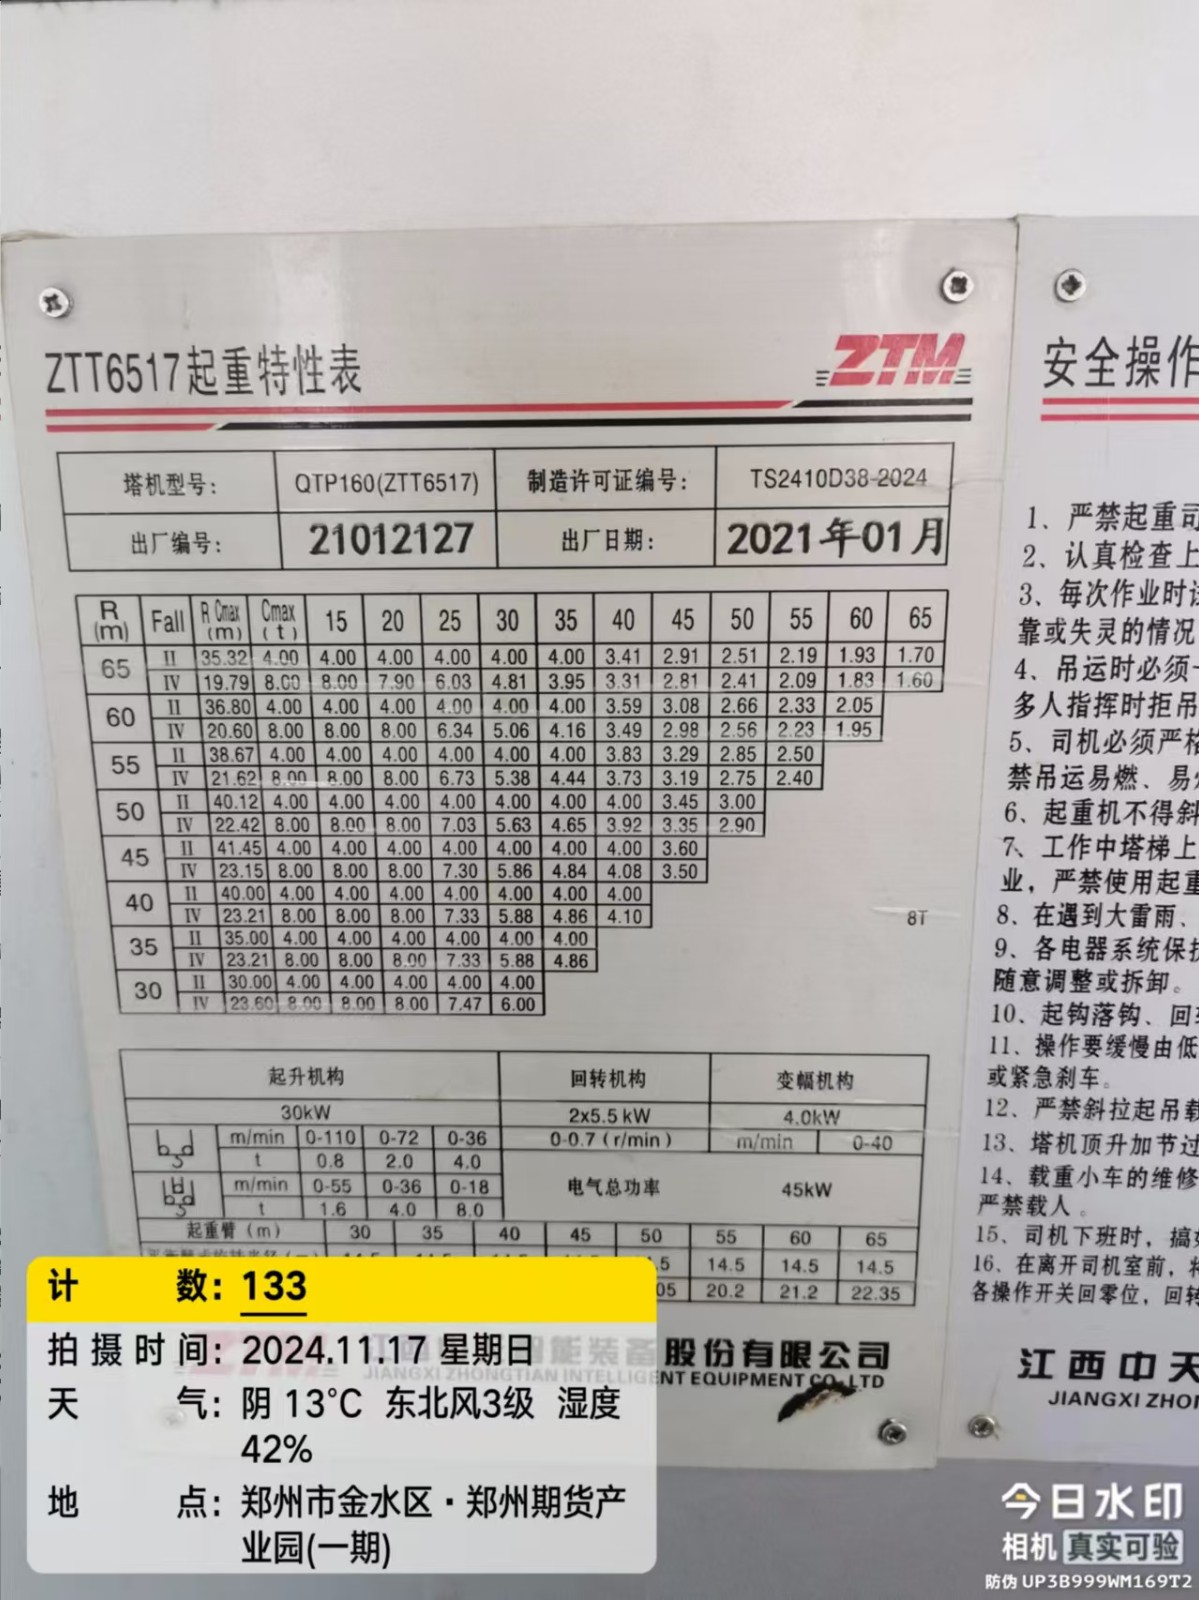 ZTT6517起重特性表
ZTM
塔机型号： QTP160(ZTT6517) 制造许可证编号： TS2410D38-2024
出厂编号： 21012127 出厂日期： 2021年01月
R(m) Fall R Cmax(m) Cmax(t) 15 20 25 30 35 40 45 50 55 60 65
65 II 35.32 4.00 4.00 4.00 4.00 4.00 4.00 3.41 2.91 2.51 2.19 1.93 1.70
IV 19.79 8.00 8.00 7.90 6.03 4.81 3.95 3.31 2.81 2.41 2.09 1.83 1.60
60 II 36.80 4.00 4.00 4.00 4.00 4.00 4.00 3.59 3.08 2.66 2.33 2.05
IV 20.60 8.00 8.00 8.00 6.34 5.06 4.16 3.49 2.98 2.56 2.23 1.95
55 II 38.67 4.00 4.00 4.00 4.00 4.00 4.00 3.83 3.29 2.85 2.50
IV 21.62 8.00 8.00 8.00 6.73 5.38 4.44 3.73 3.19 2.75 2.40
50 II 40.12 4.00 4.00 4.00 4.00 4.00 4.00 4.00 3.45 3.00
IV 22.42 8.00 8.00 8.00 7.03 5.63 4.65 3.92 3.35 2.90
45 II 41.45 4.00 4.00 4.00 4.00 4.00 4.00 4.00 3.60
IV 23.15 8.00 8.00 8.00 7.30 5.86 4.84 4.08 3.50
40 II 40.00 4.00 4.00 4.00 4.00 4.00 4.00 4.00
IV 23.21 8.00 8.00 8.00 7.33 5.88 4.86 4.10
35 II 35.00 4.00 4.00 4.00 4.00 4.00 4.00
IV 23.21 8.00 8.00 8.00 7.33 5.88 4.86
30 II 30.00 4.00 4.00 4.00 4.00 4.00
IV 23.60 8.00 8.00 8.00 7.47 6.00
8T
起升机构 回转机构 变幅机构
30kW 2x5.5kW 4.0kW
m/min 0-110 0-72 0-36 0-0.7(r/min) m/min 0-40
t 0.8 2.0 4.0
m/min 0-55 0-36 0-18 电气总功率 45kW
t 1.6 4.0 8.0
起重臂(m) 30 35 40 45 50 55 60 65
14.5 14.5 14.5
20.2 21.2 22.35
股份有限公司
JIANGXI ZHONGTIAN INTELLIGENT EQUIPMENT CO.,LTD
安全操作
1、严禁起重司
2、认真检查上
3、每次作业时试
靠或失灵的情况
4、吊运时必须
多人指挥时拒吊
5、司机必须严格
禁吊运易燃、易
6、起重机不得斜
7、工作中塔梯上
业，严禁使用起重
8、在遇到大雷雨、
9、各电器系统保护
随意调整或拆卸。
10、起钩落钩、回
11、操作要缓慢由低
或紧急刹车。
12、严禁斜拉起吊载
13、塔机顶升加节过
14、载重小车的维修
严禁载人。
15、司机下班时，搞好
16、在离开司机室前，将
各操作开关回零位，回转
江西中天
JIANGXI ZHON
计数：133
拍摄时间：2024.11.17 星期日
天气：阴 13℃ 东北风3级 湿度
42%
地点：郑州市金水区·郑州期货产
业园(一期)
今日水印
相机 真实可验
防伪 UP3B999WM169T2